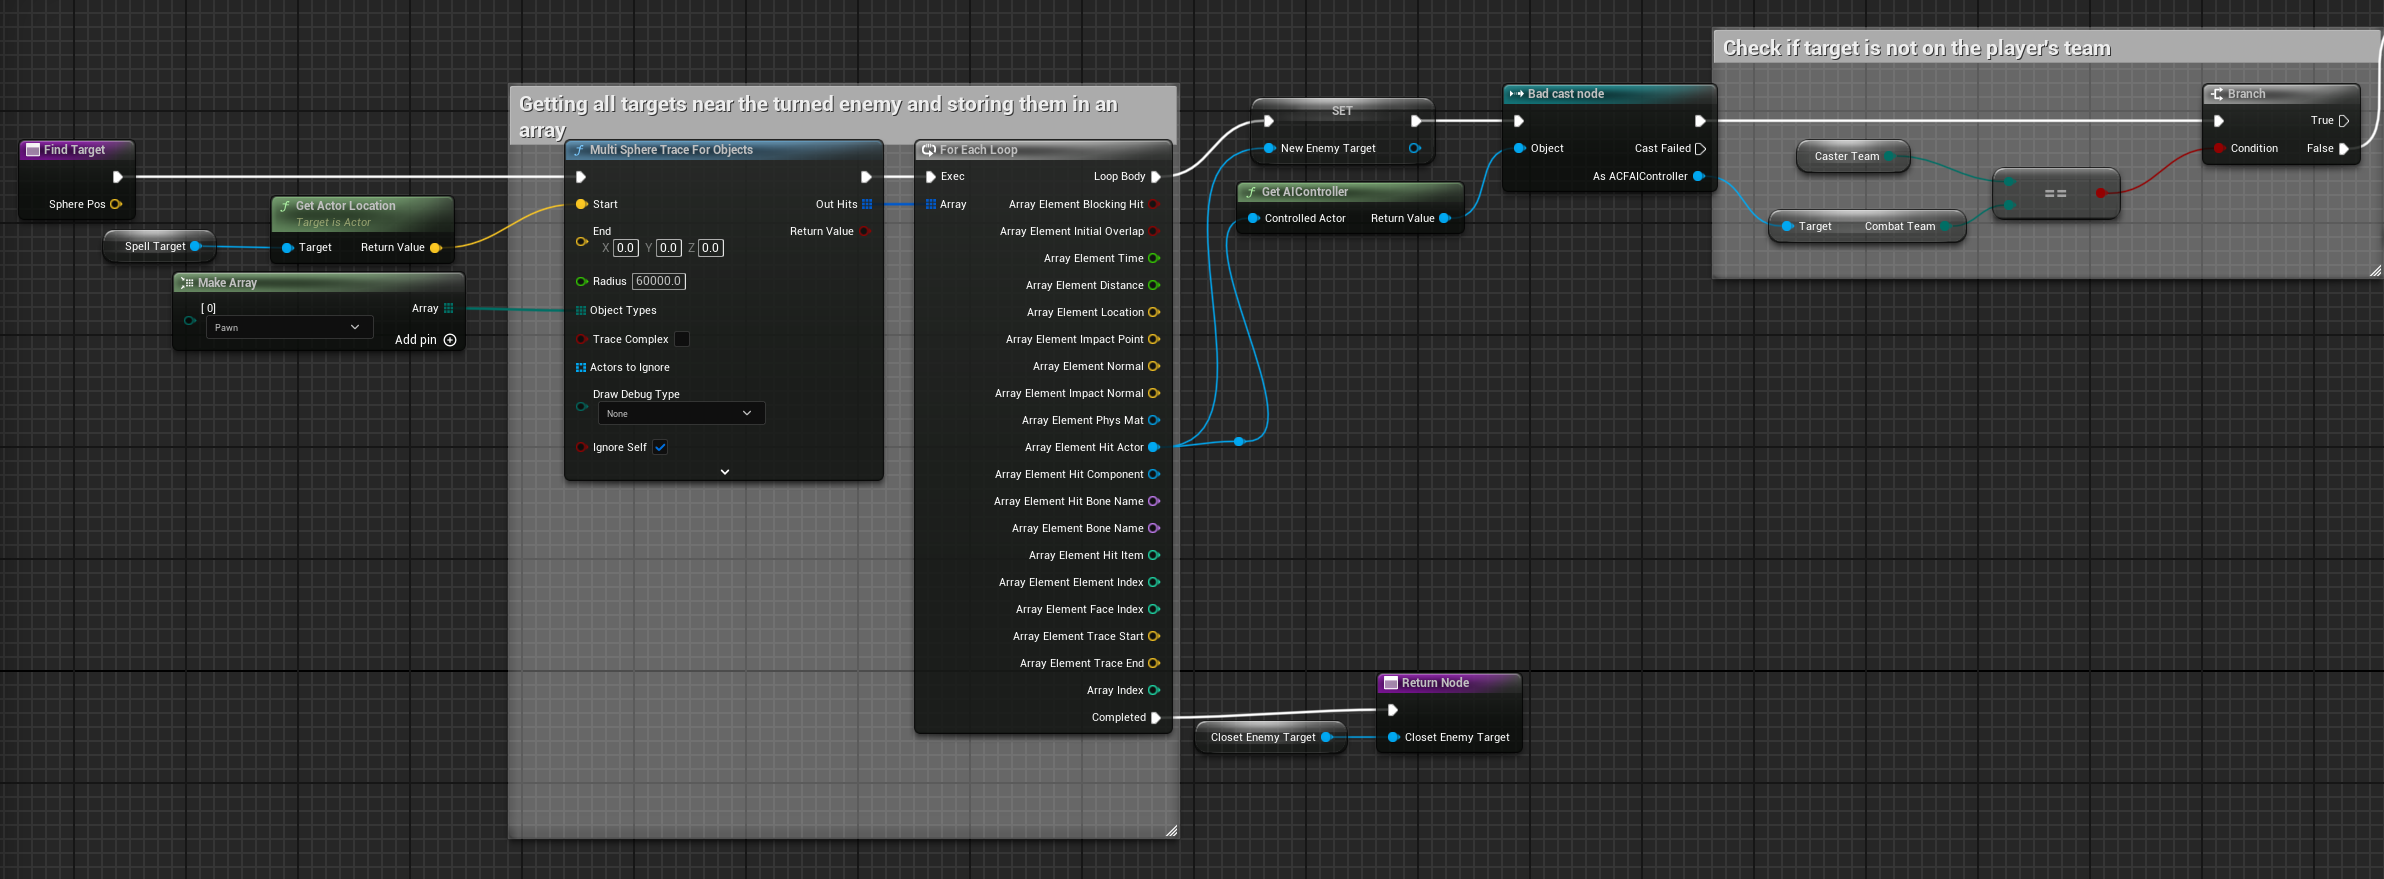 Find Target
Sphere Pos
Spell Target
Get Actor Location
Target is Actor
Target
Return Value
Make Array
[ 0]
Array
Pawn
Add pin
Getting all targets near the turned enemy and storing them in an
array
Multi Sphere Trace For Objects
Start
Out Hits
End
Return Value
X 0.0 Y 0.0 Z 0.0
Radius 60000.0
Object Types
Trace Complex
Actors to Ignore
Draw Debug Type
None
Ignore Self
For Each Loop
Exec
Loop Body
Array
Array Element Blocking Hit
Array Element Initial Overlap
Array Element Time
Array Element Distance
Array Element Location
Array Element Impact Point
Array Element Normal
Array Element Impact Normal
Array Element Phys Mat
Array Element Hit Actor
Array Element Hit Component
Array Element Hit Bone Name
Array Element Bone Name
Array Element Hit Item
Array Element Element Index
Array Element Face Index
Array Element Trace Start
Array Element Trace End
Array Index
Completed
SET
New Enemy Target
Get AIController
Controlled Actor
Return Value
Bad cast node
Object
Cast Failed
As ACFAIController
Check if target is not on the player's team
Caster Team
Target
Combat Team
==
Branch
True
Condition
False
Closet Enemy Target
Return Node
Closet Enemy Target